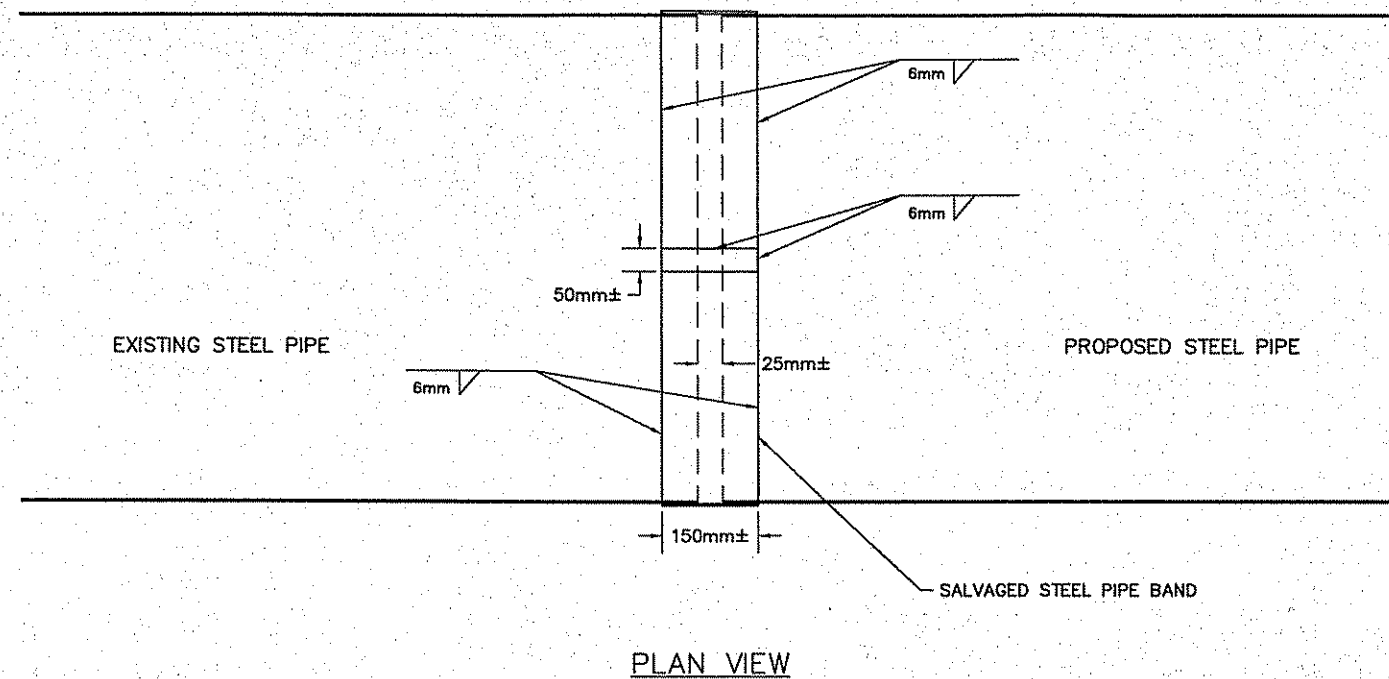 6mm
6mm
50mm±
EXISTING STEEL PIPE
PROPOSED STEEL PIPE
25mm±
6mm
150mm±
SALVAGED STEEL PIPE BAND
PLAN VIEW